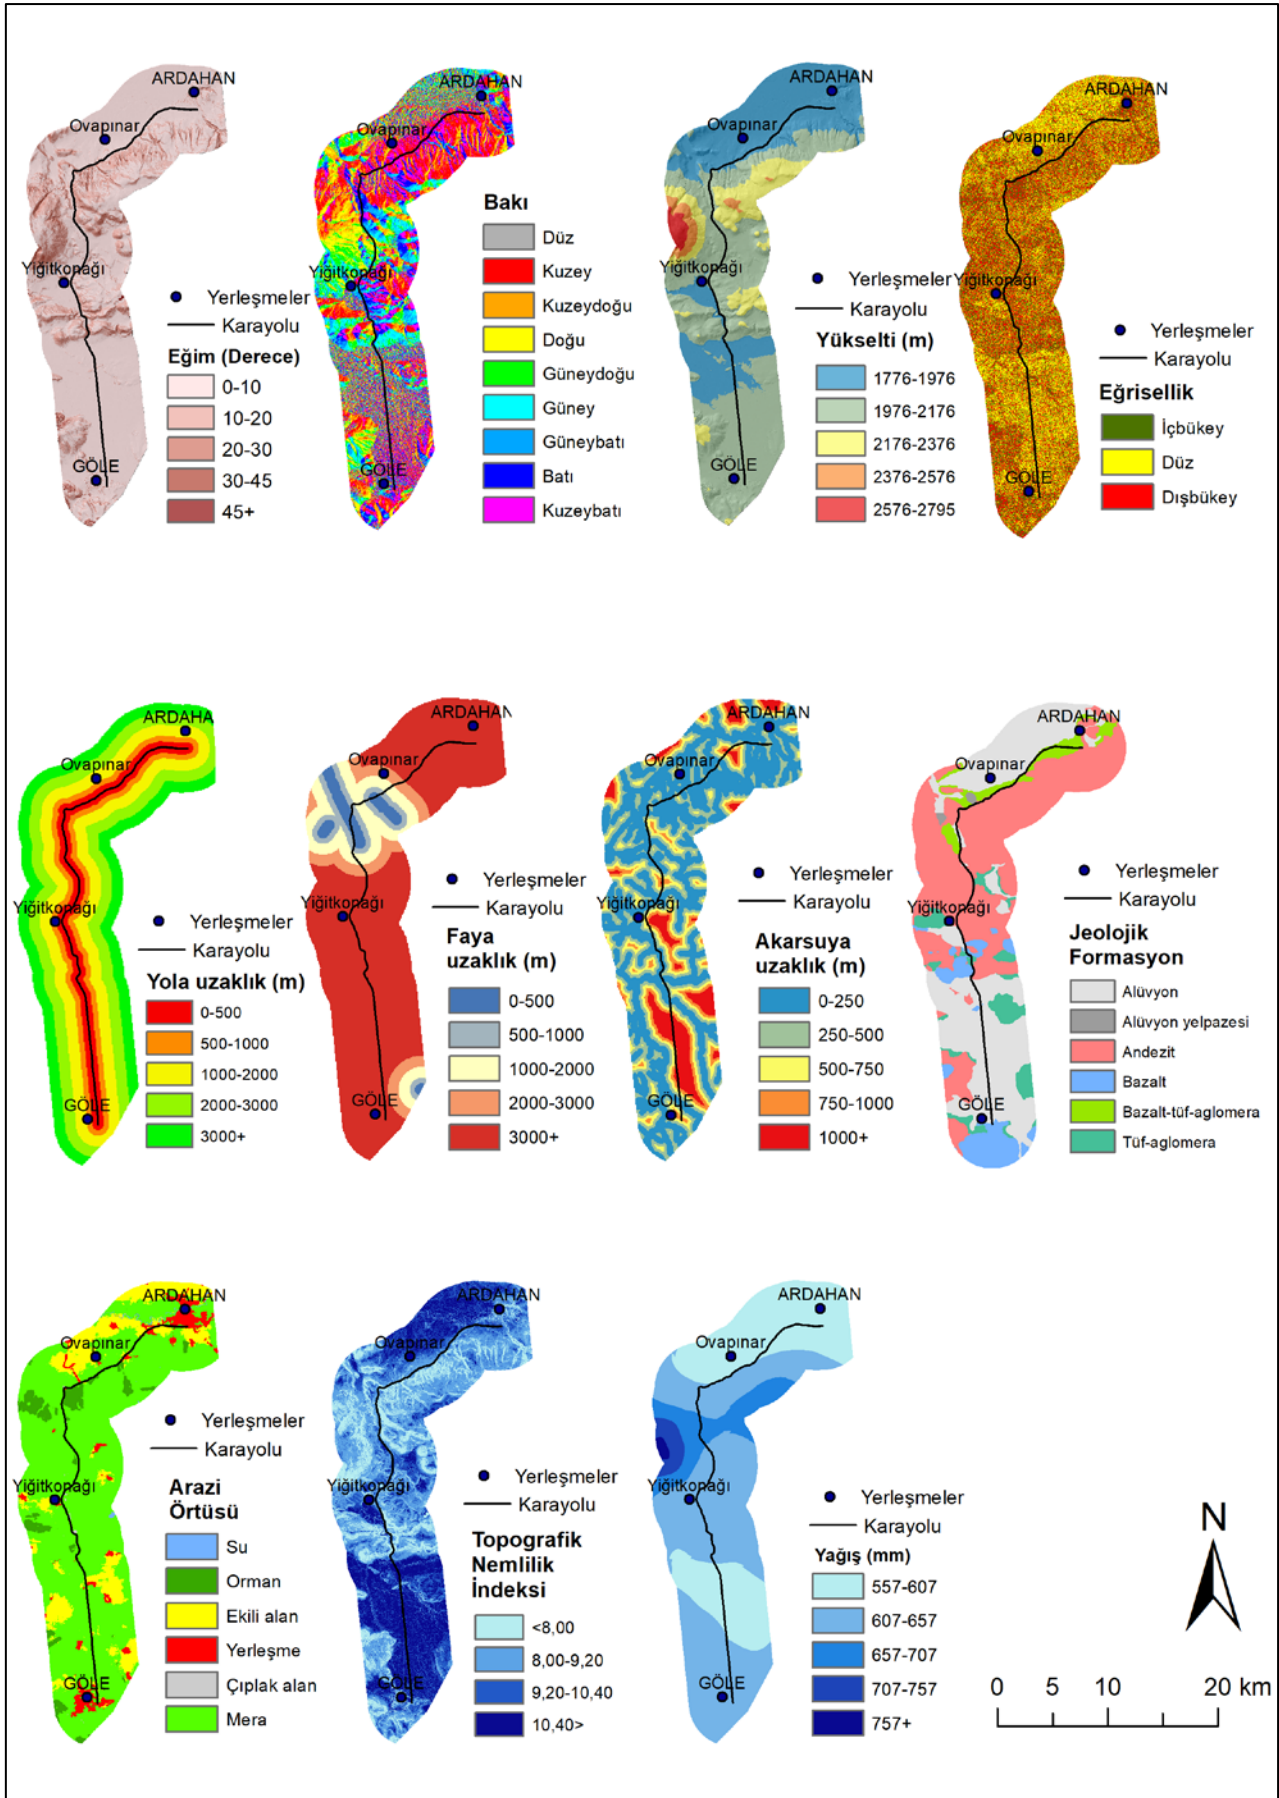 ARDAHAN
Ovapınar
Yiğitkonağı
GÖLE
Yerleşmeler
Karayolu
Eğim (Derece)
0-10
10-20
20-30
30-45
45+
ARDAHAN
Ovapınar
Yiğitkonağı
GÖLE
Bakı
Düz
Kuzey
Kuzeydoğu
Doğu
Güneydoğu
Güney
Güneybatı
Batı
Kuzeybatı
ARDAHAN
Ovapınar
Yiğitkonağı
GÖLE
Yerleşmeler
Karayolu
Yükselti (m)
1776-1976
1976-2176
2176-2376
2376-2576
2576-2795
ARDAHAN
Ovapınar
Yiğitkonağı
GÖLE
Yerleşmeler
Karayolu
Eğrisellik
İçbükey
Düz
Dışbükey
ARDAHA
Ovapınar
Yiğitkonağı
GÖLE
Yerleşmeler
Karayolu
Yola uzaklık (m)
0-500
500-1000
1000-2000
2000-3000
3000+
ARDAHAN
Ovapınar
Yiğitkonağı
GÖLE
Yerleşmeler
Karayolu
Faya
uzaklık (m)
0-500
500-1000
1000-2000
2000-3000
3000+
ARDAHAN
Ovapınar
Yiğitkonağı
GÖLE
Yerleşmeler
Karayolu
Akarsuya
uzaklık (m)
0-250
250-500
500-750
750-1000
1000+
ARDAHAN
Ovapınar
Yiğitkonağı
GÖLE
Yerleşmeler
Karayolu
Jeolojik
Formasyon
Alüvyon
Alüvyon yelpazesi
Andezit
Bazalt
Bazalt-tüf-aglomera
Tüf-aglomera
ARDAHAN
Ovapınar
Yiğitkonağı
GÖLE
Yerleşmeler
Karayolu
Arazi
Örtüsü
Su
Orman
Ekili alan
Yerleşme
Çıplak alan
Mera
ARDAHAN
Ovapınar
Yiğitkonağı
GÖLE
Yerleşmeler
Karayolu
Topografik
Nemlilik
İndeksi
<8,00
8,00-9,20
9,20-10,40
10,40>
ARDAHAN
Ovapınar
Yiğitkonağı
GÖLE
Yerleşmeler
Karayolu
Yağış (mm)
557-607
607-657
657-707
707-757
757+
N
0 5 10 20 km